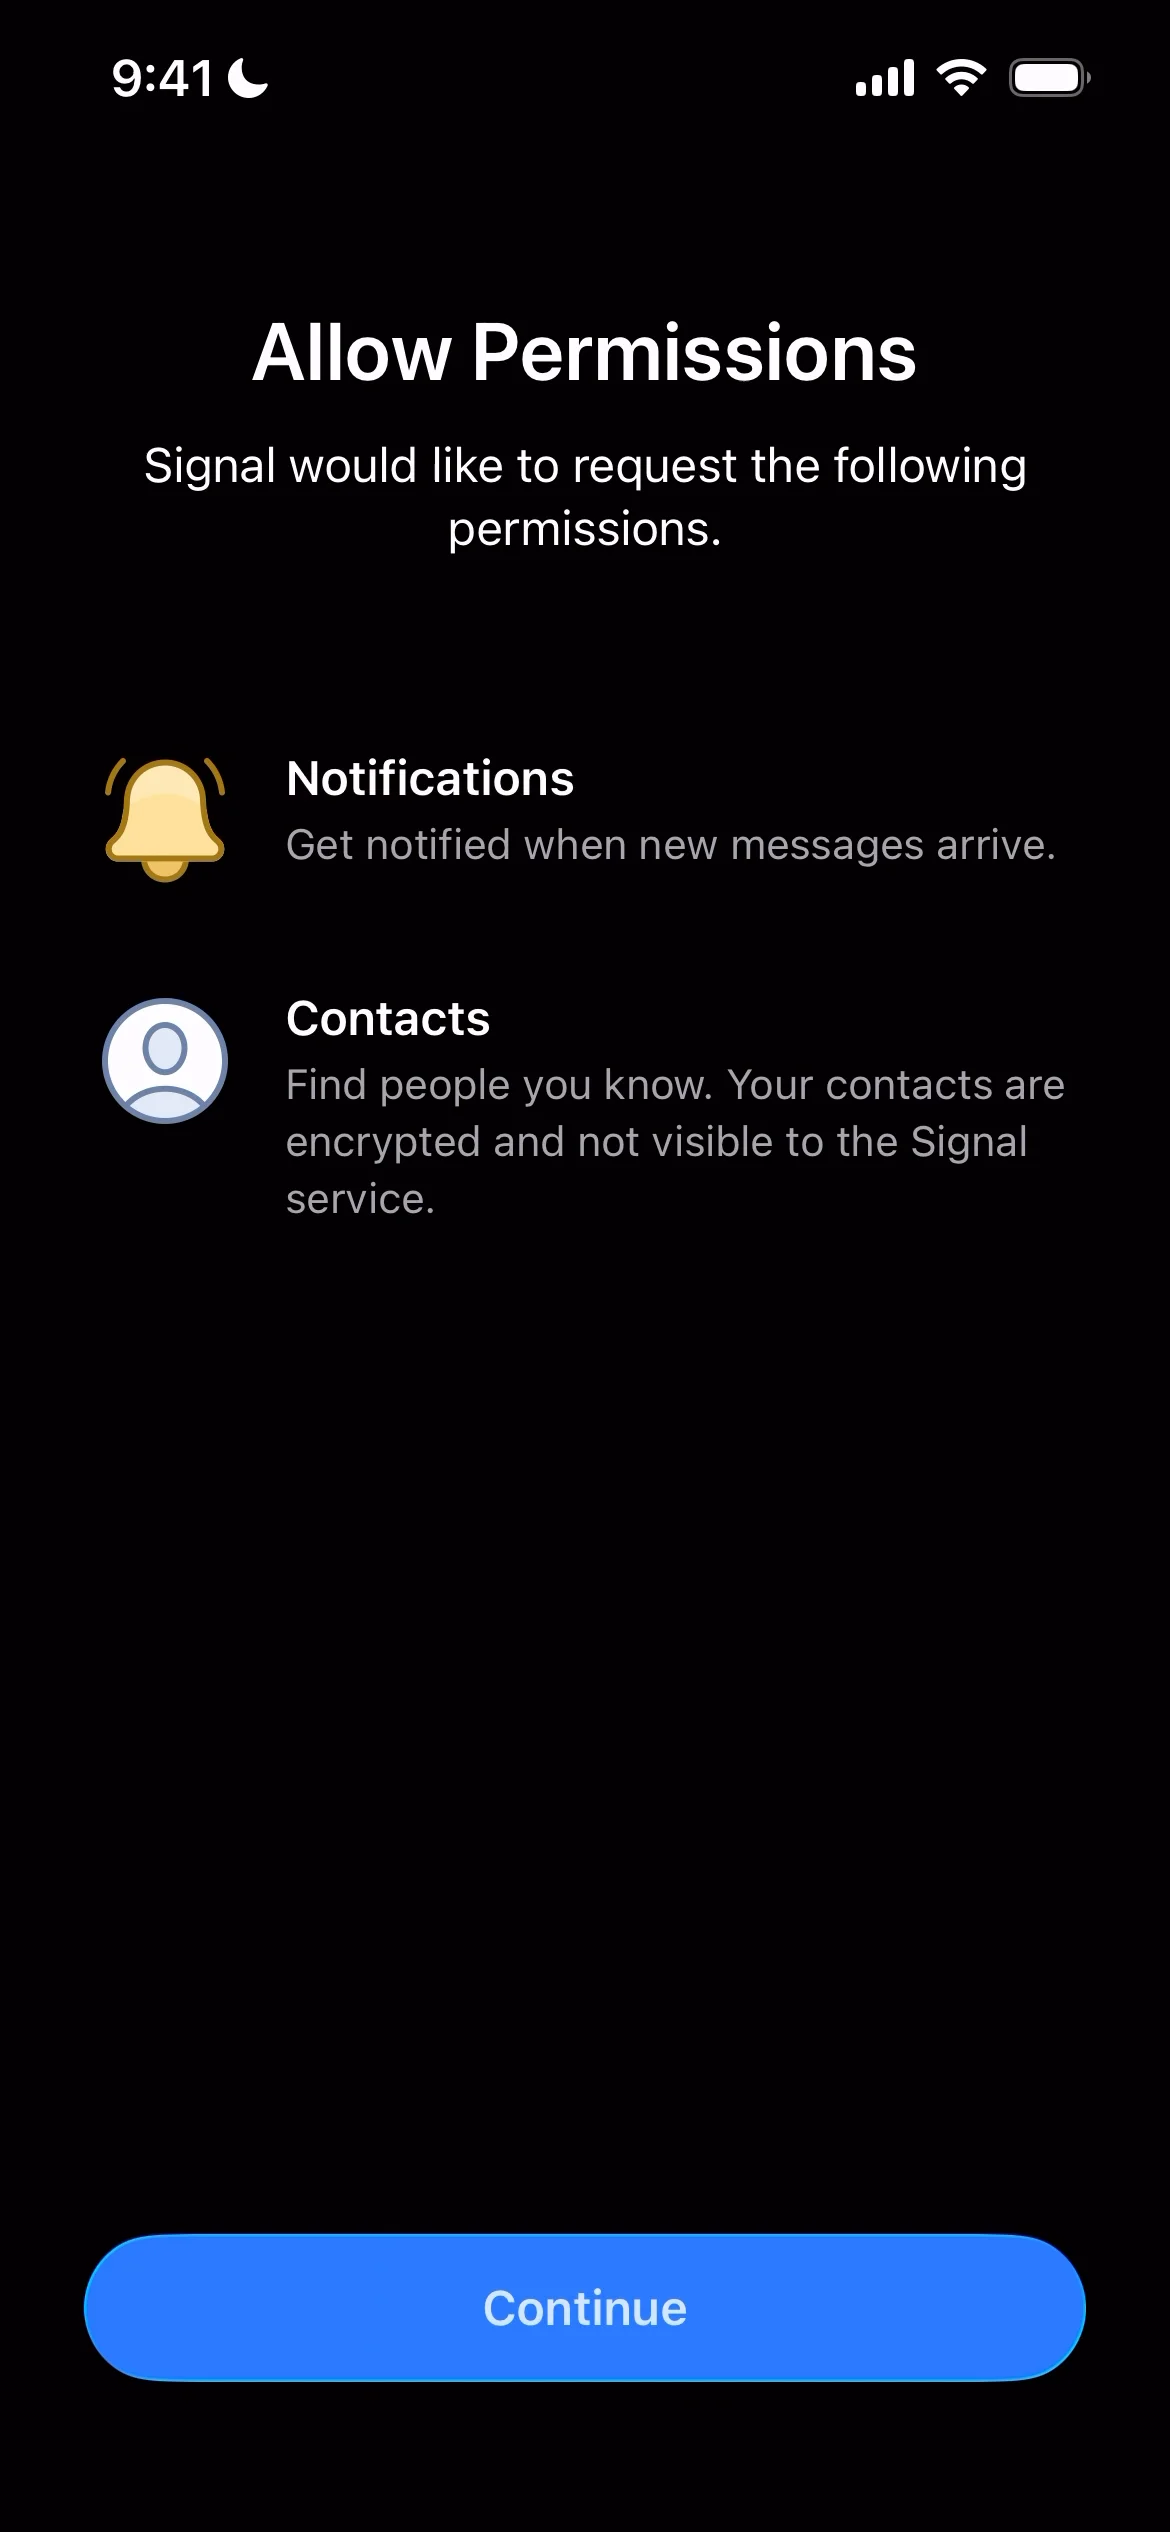 9:41
Allow Permissions
Signal would like to request the following
permissions.
Notifications
Get notified when new messages arrive.
Contacts
Find people you know. Your contacts are
encrypted and not visible to the Signal
service.
Continue